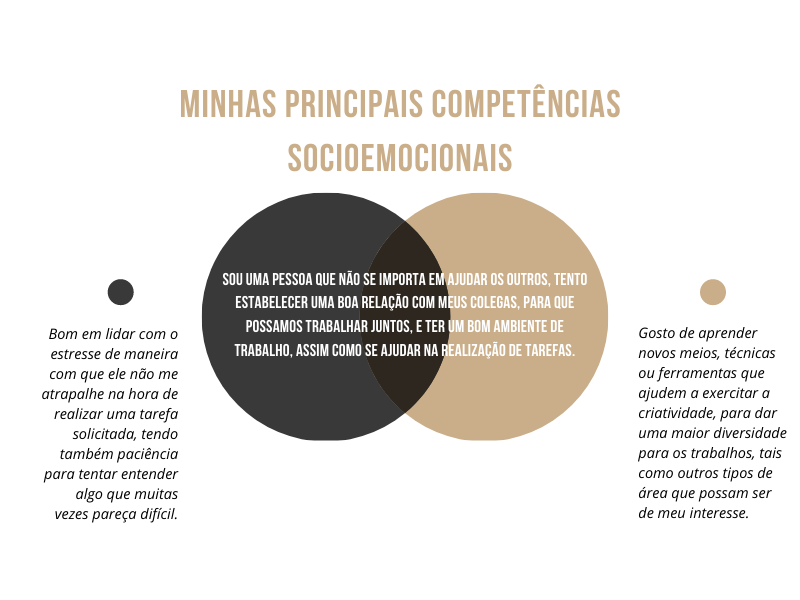 MINHAS PRINCIPAIS COMPETÊNCIAS
SOCIOEMOCIONAIS
SOU UMA PESSOA QUE NÃO SE IMPORTA EM AJUDAR OS OUTROS, TENTO
ESTABELECER UMA BOA RELAÇÃO COM MEUS COLEGAS, PARA QUE
POSSAMOS TRABALHAR JUNTOS, E TER UM BOM AMBIENTE DE
TRABALHO, ASSIM COMO SE AJUDAR NA REALIZAÇÃO DE TAREFAS.
Bom em lidar com o
estresse de maneira
com que ele não me
atrapalhe na hora de
realizar uma tarefa
solicitada, tendo
também paciência
para tentar entender
algo que muitas
vezes pareça difícil.
Gosto de aprender
novos meios, técnicas
ou ferramentas que
ajudem a exercitar a
criatividade, para dar
uma maior diversidade
para os trabalhos, tais
como outros tipos de
área que possam ser
de meu interesse.